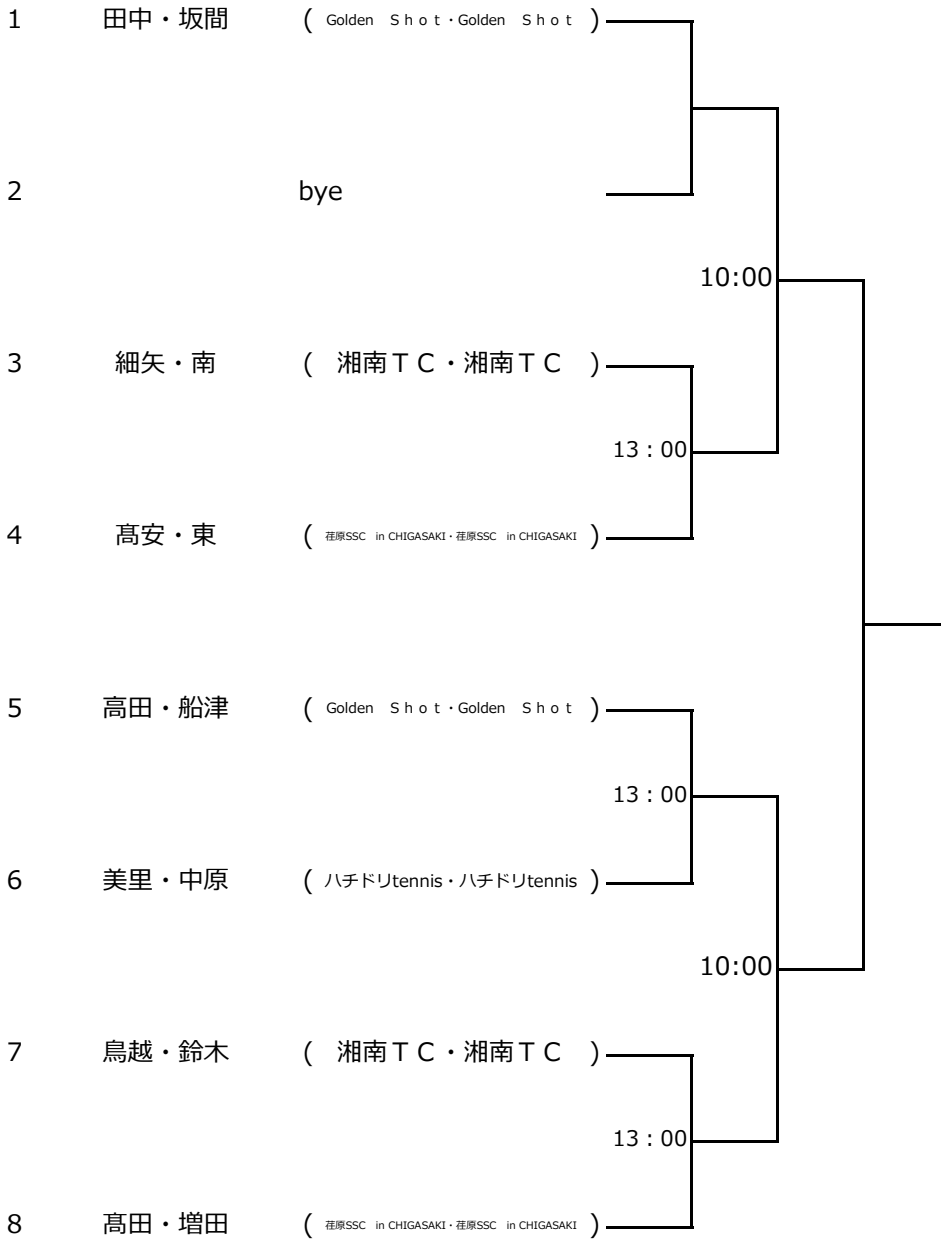 1 田中・坂間 ( Golden Ｓｈｏｔ・Golden Ｓｈｏｔ )
2 bye
10:00
3 細矢・南 ( 湘南ＴＣ・湘南ＴＣ )
13：00
4 髙安・東 ( 荏原SSC in CHIGASAKI・荏原SSC in CHIGASAKI )
5 高田・船津 ( Golden Ｓｈｏｔ・Golden Ｓｈｏｔ )
13：00
6 美里・中原 ( ハチドリtennis・ハチドリtennis )
10:00
7 鳥越・鈴木 ( 湘南ＴＣ・湘南ＴＣ )
13：00
8 髙田・増田 ( 荏原SSC in CHIGASAKI・荏原SSC in CHIGASAKI )